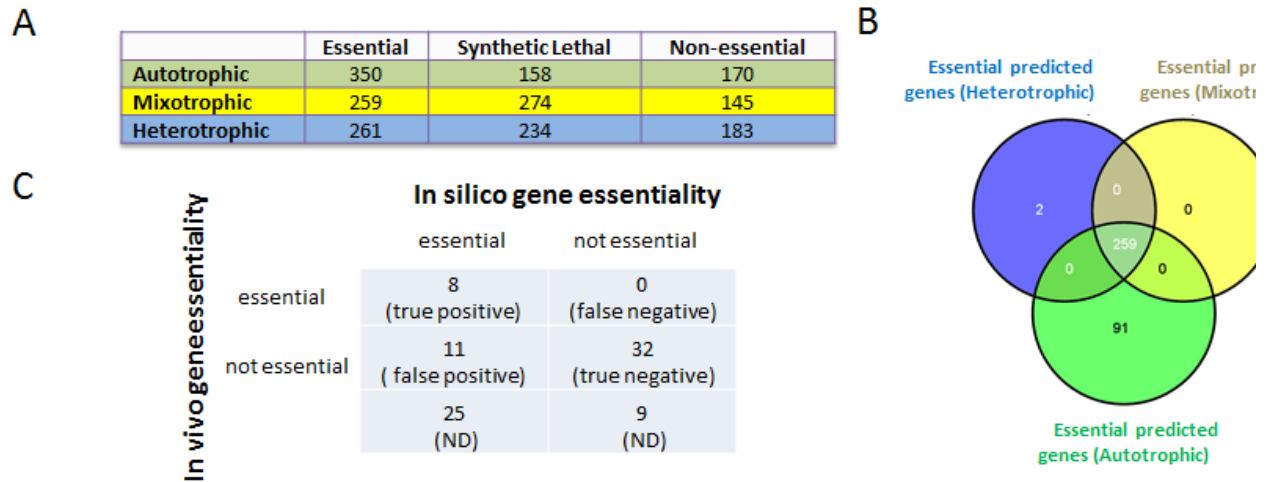 A
Essential Synthetic Lethal Non-essential
Autotrophic 350 158 170
Mixotrophic 259 274 145
Heterotrophic 261 234 183
B
Essential predicted
genes (Heterotrophic)
Essential
genes
2
0
0
259
0
0
91
Essential predicted
genes (Autotrophic)
C
In silico gene essentiality
In vivo geneessentiality
essential not essential
essential
8 0
(true positive) (false negative)
not essential
11 32
( false positive) (true negative)
25 9
(ND) (ND)